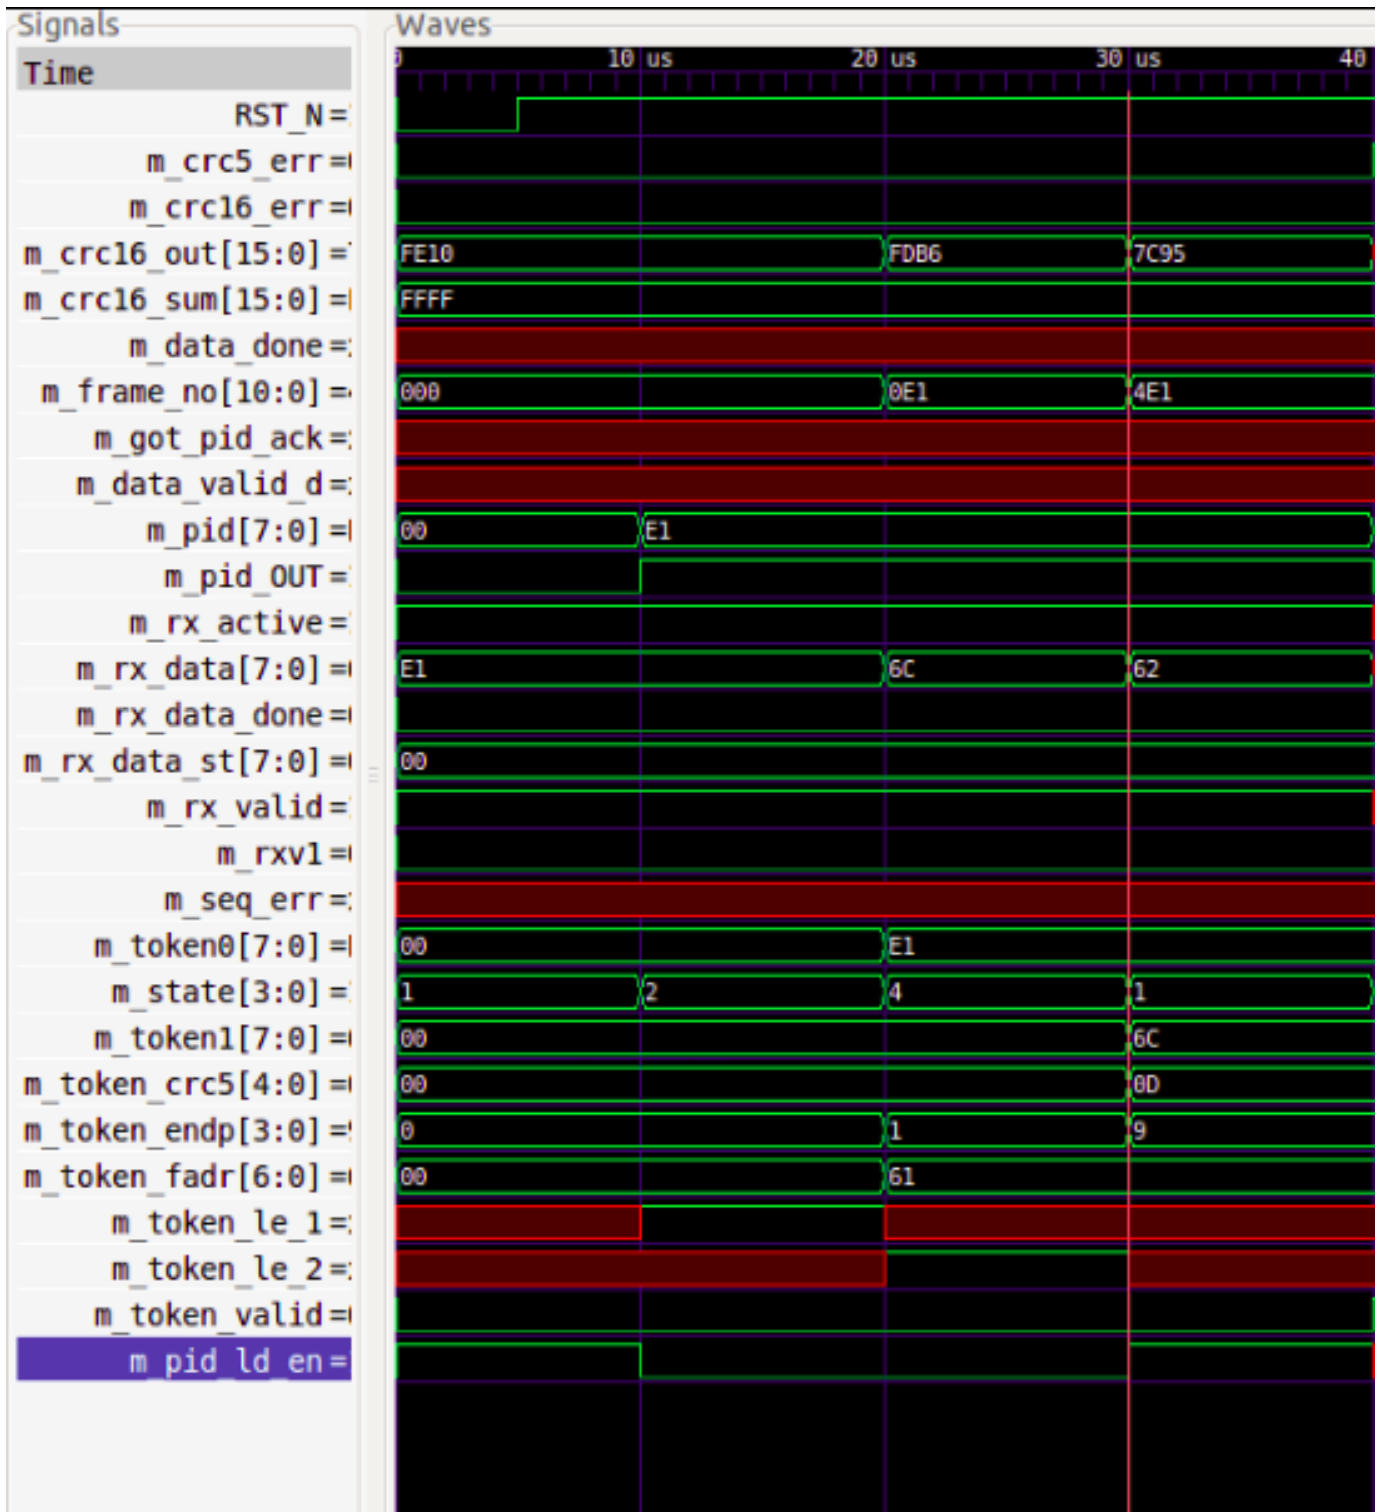 Signals Waves
Time 10 us 20 us 30 us 40
RST_N =
m_crc5_err =
m_crc16_err =
m_crc16_out[15:0] = FE10 FDB6 7C95
m_crc16_sum[15:0] = FFFF
m_data_done =
m_frame_no[10:0] = 000 0E1 4E1
m_got_pid_ack =
m_data_valid_d =
m_pid[7:0] = 00 E1
m_pid_OUT =
m_rx_active =
m_rx_data[7:0] = E1 6C 62
m_rx_data_done =
m_rx_data_st[7:0] = 00
m_rx_valid =
m_rxv1 =
m_seq_err =
m_token0[7:0] = 00 E1
m_state[3:0] = 1 2 4 1
m_token1[7:0] = 00 6C
m_token_crc5[4:0] = 00 0D
m_token_endp[3:0] = 0 1 9
m_token_fadr[6:0] = 00 61
m_token_le_1 =
m_token_le_2 =
m_token_valid =
m_pid_ld_en =